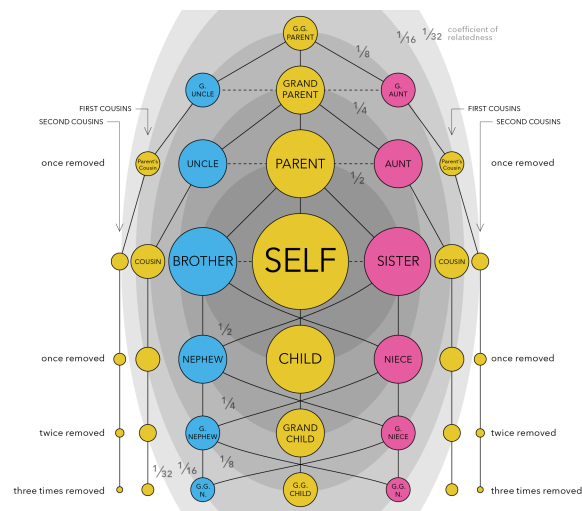 G.G.
PARENT
1/8
1/16
1/32
coefficient of
relatedness
G.
UNCLE
GRAND
PARENT
G.
AUNT
1/4
FIRST COUSINS
SECOND COUSINS
FIRST COUSINS
SECOND COUSINS
once removed
Parent's
Cousin
UNCLE
PARENT
AUNT
Parent's
Cousin
once removed
1/2
COUSIN
BROTHER
SELF
SISTER
COUSIN
1/2
once removed
NEPHEW
CHILD
NIECE
once removed
1/4
twice removed
G.
NEPHEW
GRAND
CHILD
G.
NIECE
twice removed
1/32
1/16
1/8
three times removed
G.G.
N.
G.G.
CHILD
G.G.
N.
three times removed